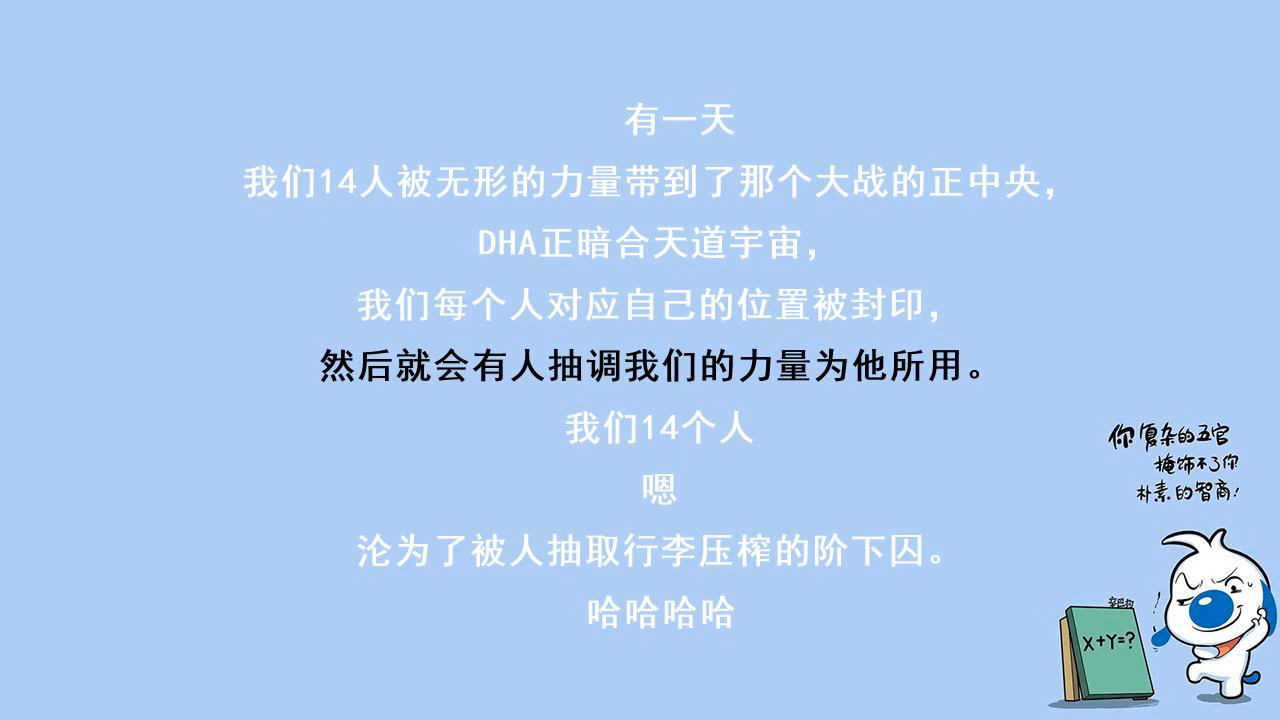 有一天
我们14人被无形的力量带到了那个大战的正中央，
DHA正暗合天道宇宙，
我们每个人对应自己的位置被封印，
然后就会有人抽调我们的力量为他所用。
我们14个人
嗯
沦为了被人抽取行李压榨的阶下囚。
哈哈哈哈
你复杂的五官
掩饰不了你
朴素的智商！
X+Y=?